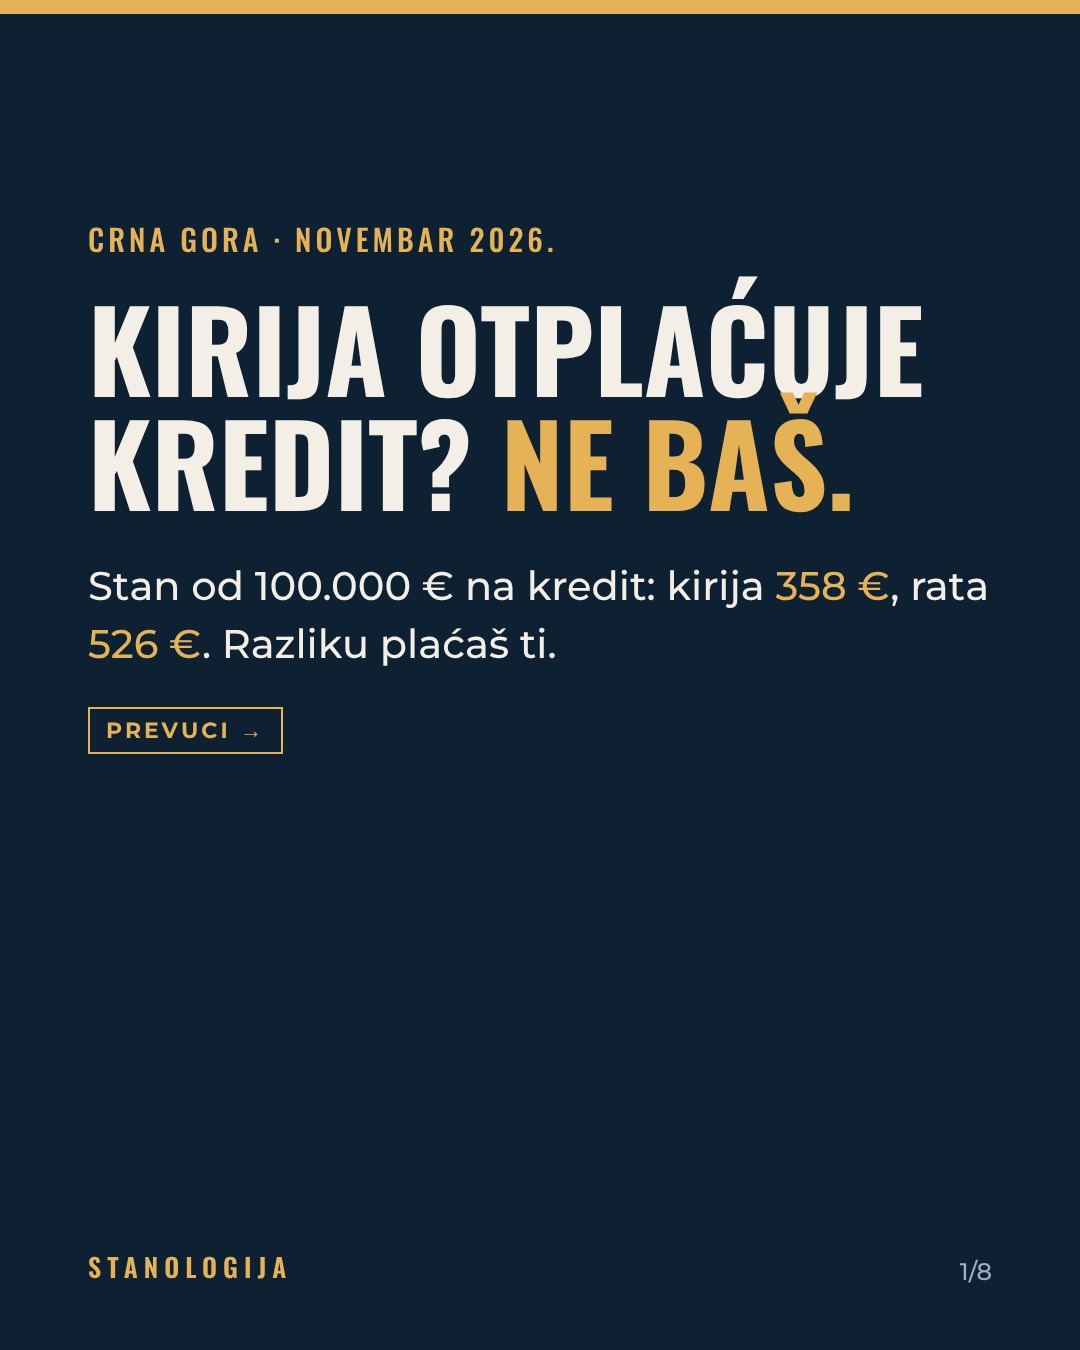 CRNA GORA · NOVEMBAR 2026.
KIRIJA OTPLAĆUJE
KREDIT? NE BAŠ.
Stan od 100.000 € na kredit: kirija 358 €, rata
526 €. Razliku plaćaš ti.
PREVUCI →
STANOLOGIJA
1/8